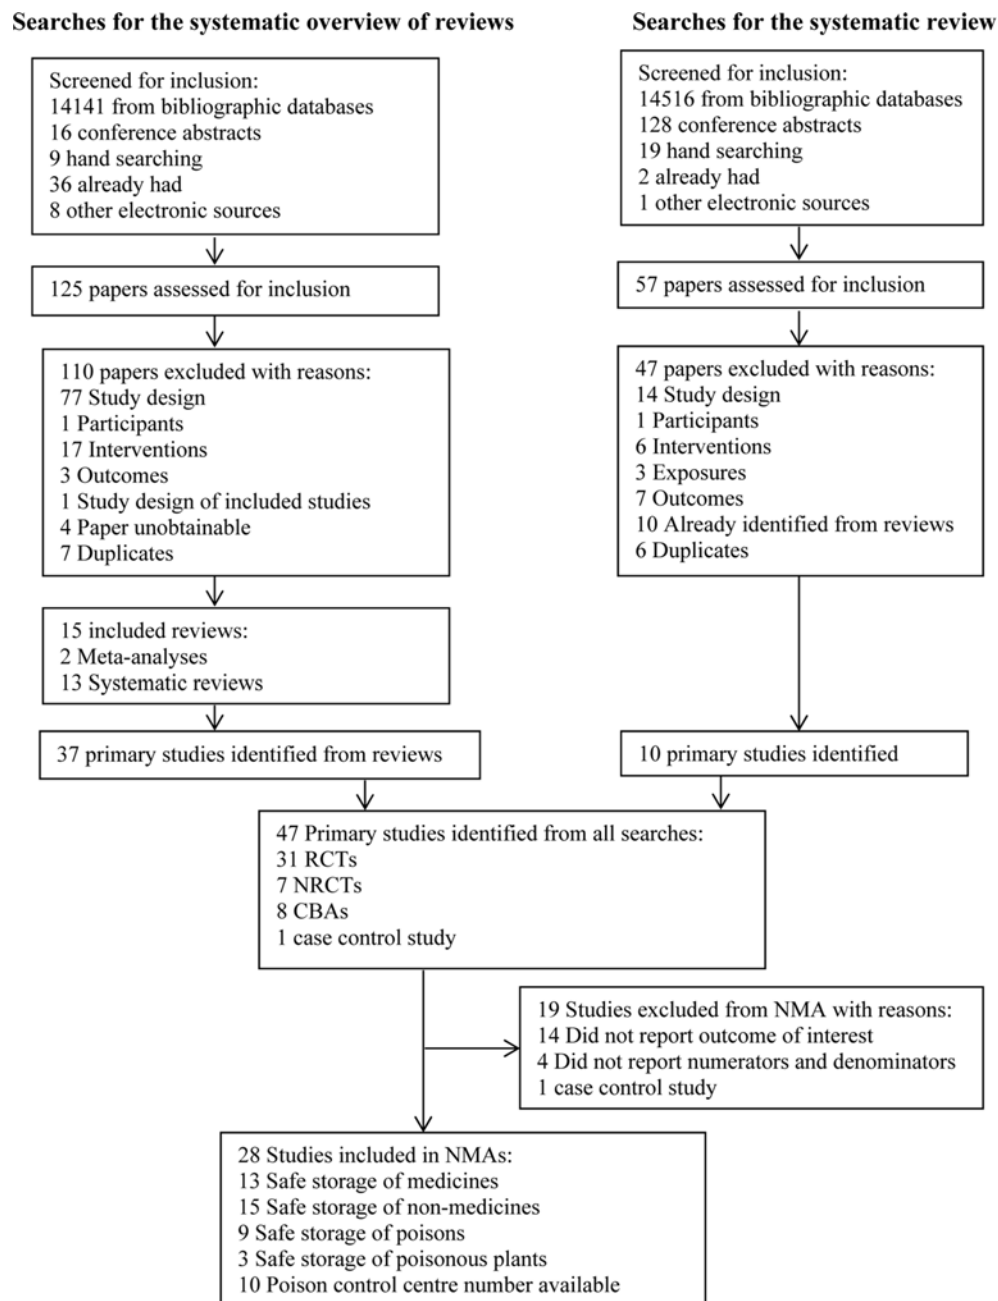 Searches for the systematic overview of reviews
Screened for inclusion:
14141 from bibliographic databases
16 conference abstracts
9 hand searching
36 already had
8 other electronic sources
125 papers assessed for inclusion
110 papers excluded with reasons:
77 Study design
1 Participants
17 Interventions
3 Outcomes
1 Study design of included studies
4 Paper unobtainable
7 Duplicates
15 included reviews:
2 Meta-analyses
13 Systematic reviews
37 primary studies identified from reviews
Searches for the systematic review
Screened for inclusion:
14516 from bibliographic databases
128 conference abstracts
19 hand searching
2 already had
1 other electronic sources
57 papers assessed for inclusion
47 papers excluded with reasons:
14 Study design
1 Participants
6 Interventions
3 Exposures
7 Outcomes
10 Already identified from reviews
6 Duplicates
10 primary studies identified
47 Primary studies identified from all searches:
31 RCTs
7 NRCTs
8 CBAs
1 case control study
19 Studies excluded from NMA with reasons:
14 Did not report outcome of interest
4 Did not report numerators and denominators
1 case control study
28 Studies included in NMAs:
13 Safe storage of medicines
15 Safe storage of non-medicines
9 Safe storage of poisons
3 Safe storage of poisonous plants
10 Poison control centre number available